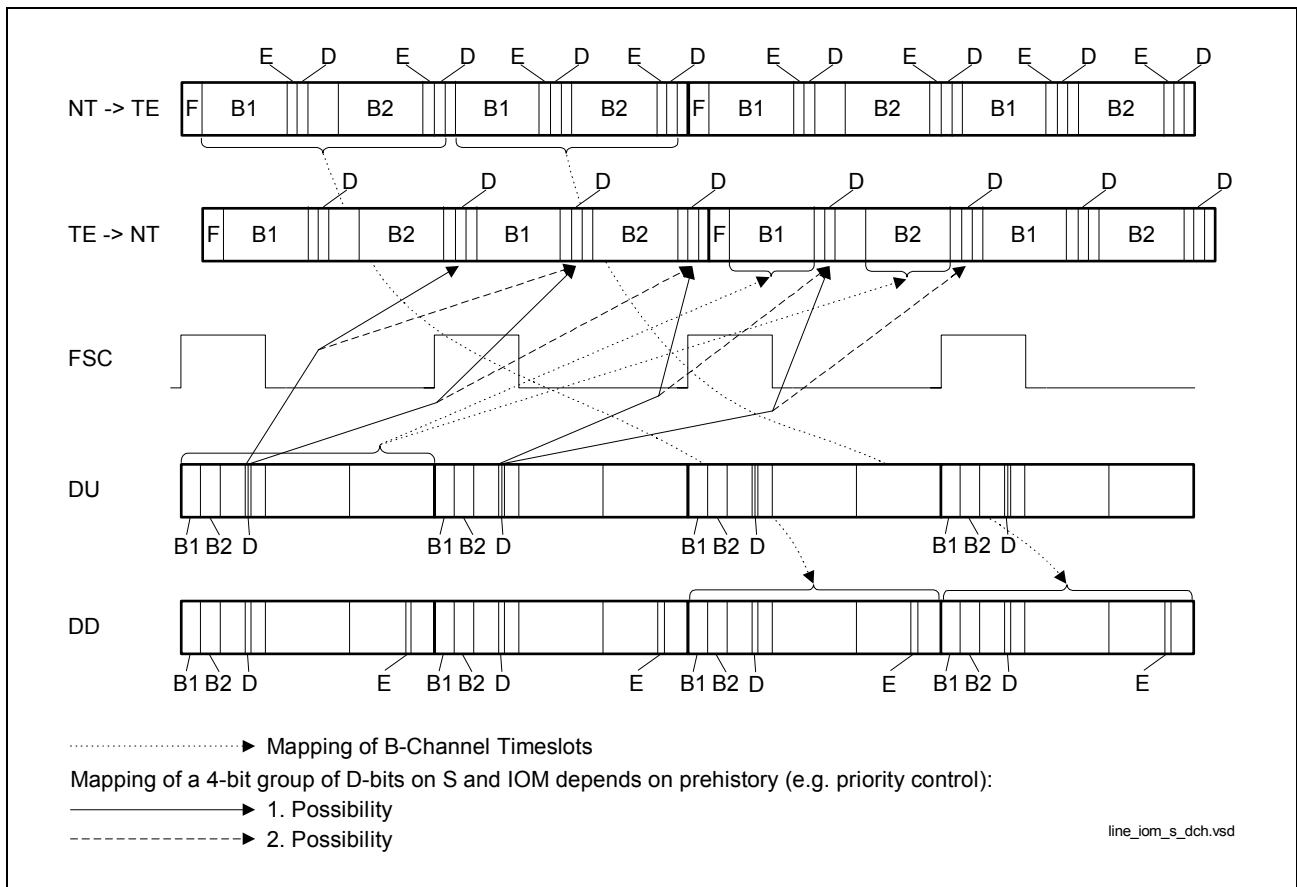 E D E D E D E D E D E D E D E D
NT -> TE F B1 B2 B1 B2 F B1 B2 B1 B2
D D D D D D D D
TE -> NT F B1 B2 B1 B2 F B1 B2 B1 B2
FSC
DU
B1 B2 D B1 B2 D B1 B2 D B1 B2 D
DD
B1 B2 D E B1 B2 D E B1 B2 D E B1 B2 D E
Mapping of B-Channel Timeslots
Mapping of a 4-bit group of D-bits on S and IOM depends on prehistory (e.g. priority control):
1. Possibility
2. Possibility
line_iom_s_dch.vsd